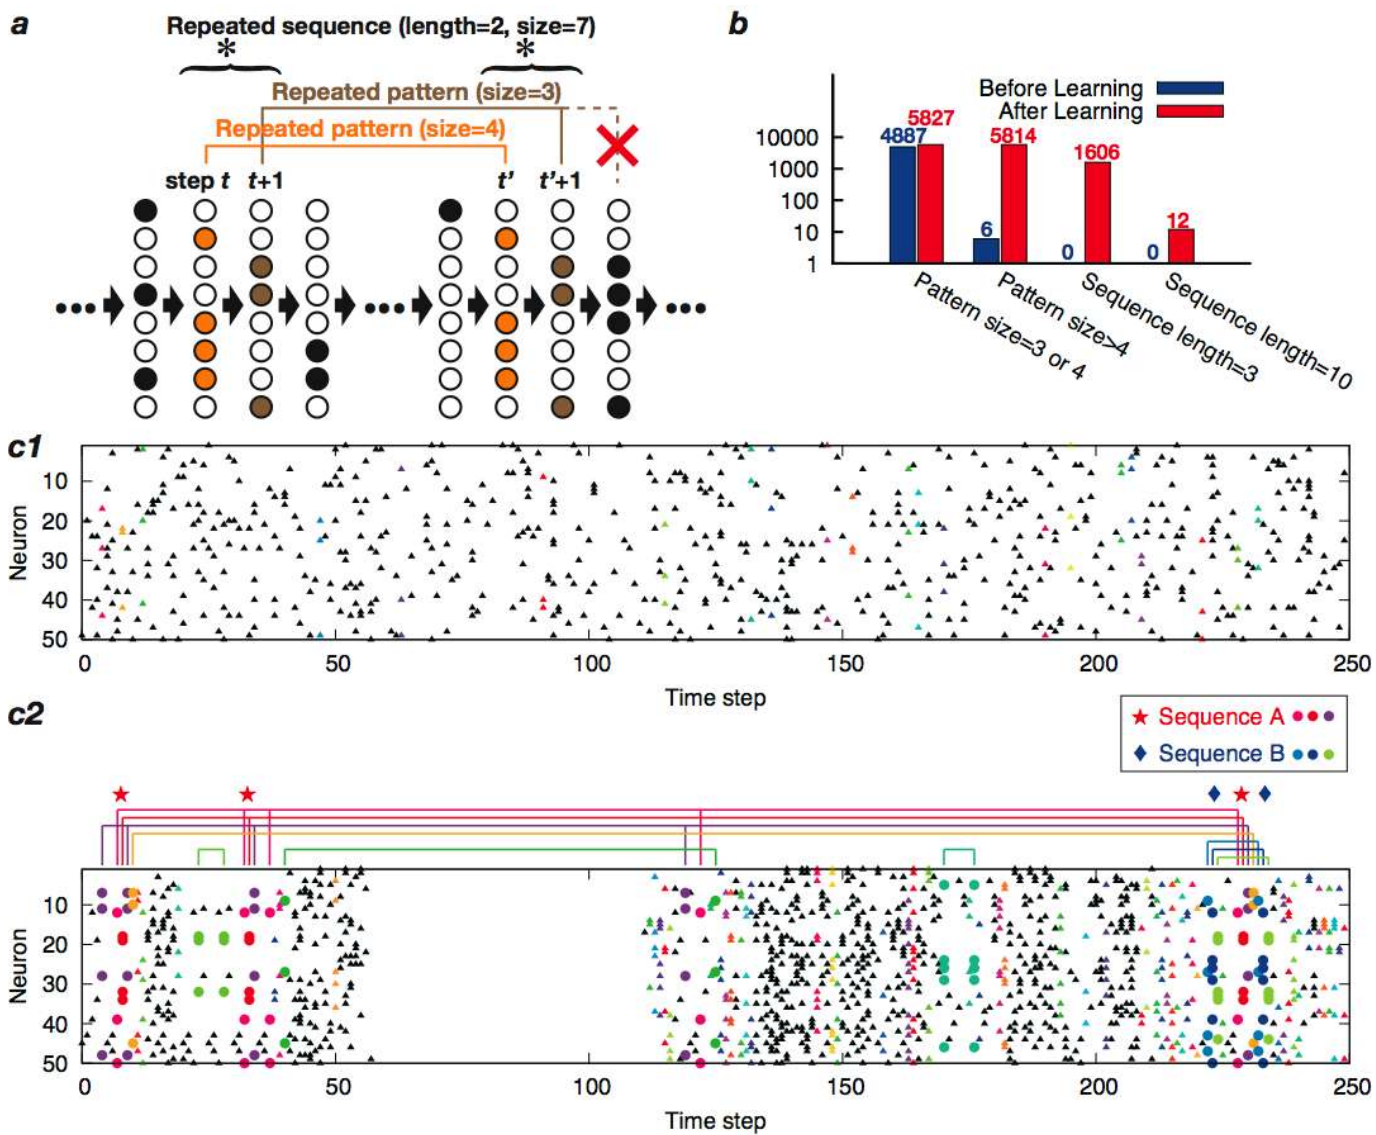 a
Repeated sequence (length=2, size=7)
* *
Repeated pattern (size=3)
Repeated pattern (size=4)
step t t+1 t' t'+1
b
Before Learning
After Learning
10000
1000
100
10
1
4887
5827
6
5814
0
1606
0
12
Pattern size=3 or 4
Pattern size>4
Sequence length=3
Sequence length=10
c1
Neuron
10
20
30
40
50
0 50 100 150 200 250
Time step
c2
Sequence A
Sequence B
Neuron
10
20
30
40
50
0 50 100 150 200 250
Time step